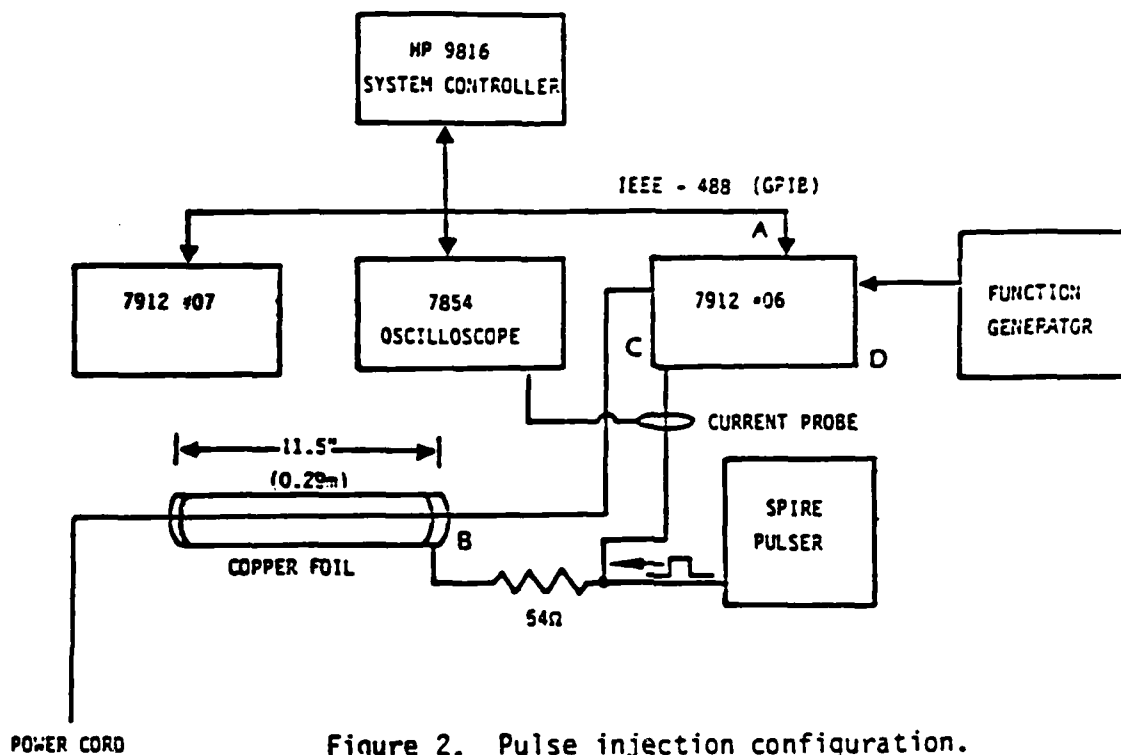 HP 9816
SYSTEM CONTROLLER
IEEE - 488 (GPIB)
A
7912 #07
7854
OSCILLOSCOPE
7912 #06
C
D
FUNCTION
GENERATOR
CURRENT PROBE
11.5"
(0.29m)
B
COPPER FOIL
SPIRE
PULSER
54Ω
POWER CORD
Figure 2. Pulse injection configuration.